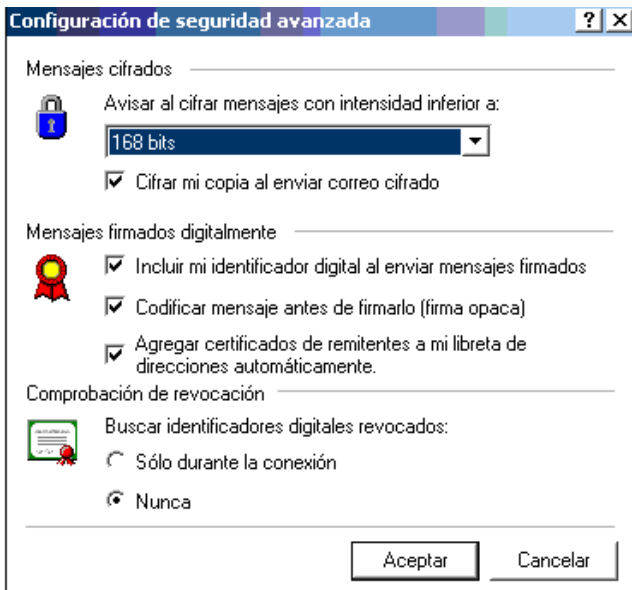 Configuración de seguridad avanzada
Mensajes cifrados
Avisar al cifrar mensajes con intensidad inferior a:
168 bits
Cifrar mi copia al enviar correo cifrado
Mensajes firmados digitalmente
Incluir mi identificador digital al enviar mensajes firmados
Codificar mensaje antes de firmarlo (firma opaca)
Agregar certificados de remitentes a mi libreta de
direcciones automáticamente.
Comprobación de revocación
Buscar identificadores digitales revocados:
Sólo durante la conexión
Nunca
Aceptar Cancelar